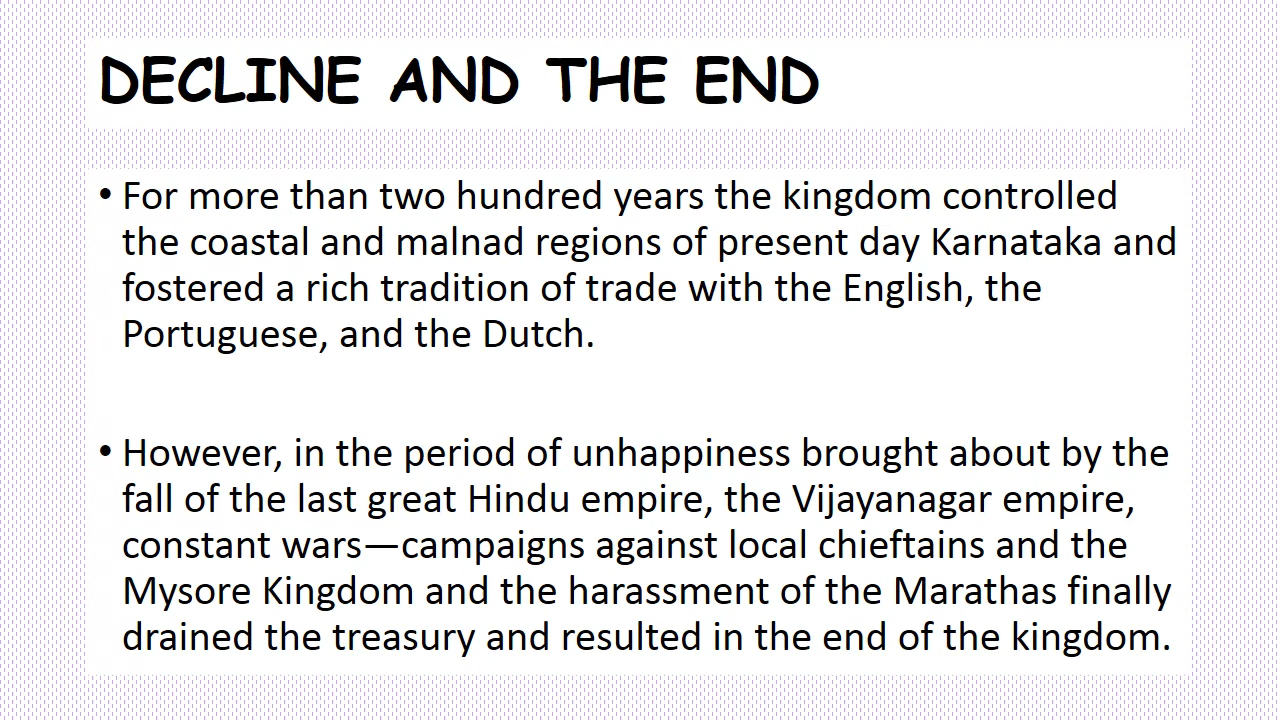 DECLINE AND THE END
• For more than two hundred years the kingdom controlled
the coastal and malnad regions of present day Karnataka and
fostered a rich tradition of trade with the English, the
Portuguese, and the Dutch.
• However, in the period of unhappiness brought about by the
fall of the last great Hindu empire, the Vijayanagar empire,
constant wars—campaigns against local chieftains and the
Mysore Kingdom and the harassment of the Marathas finally
drained the treasury and resulted in the end of the kingdom.